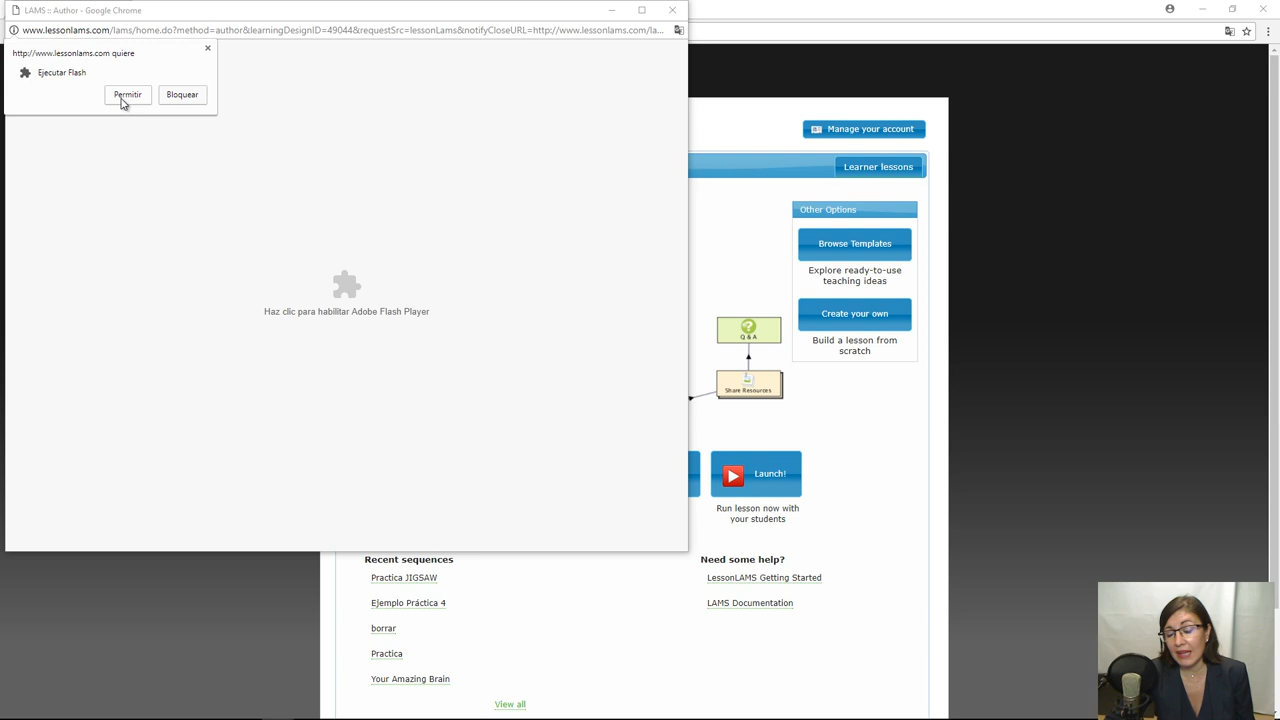 LAMS :: Author - Google Chrome
www.lessonlams.com/lams/home.do?method=author&learningDesignID=49044&requestSrc=lessonLams&notifyCloseURL=http://www.lessonlams.com/la...
http://www.lessonlams.com quiere
Ejecutar Flash
Permitir
Bloquear
Haz clic para habilitar Adobe Flash Player
Manage your account
Learner lessons
Other Options
Browse Templates
Explore ready-to-use
teaching ideas
Create your own
Build a lesson from
scratch
Q & A
Share Resources
Launch!
Run lesson now with
your students
Recent sequences
Practica JIGSAW
Ejemplo Práctica 4
borrar
Practica
Your Amazing Brain
View all
Need some help?
LessonLAMS Getting Started
LAMS Documentation